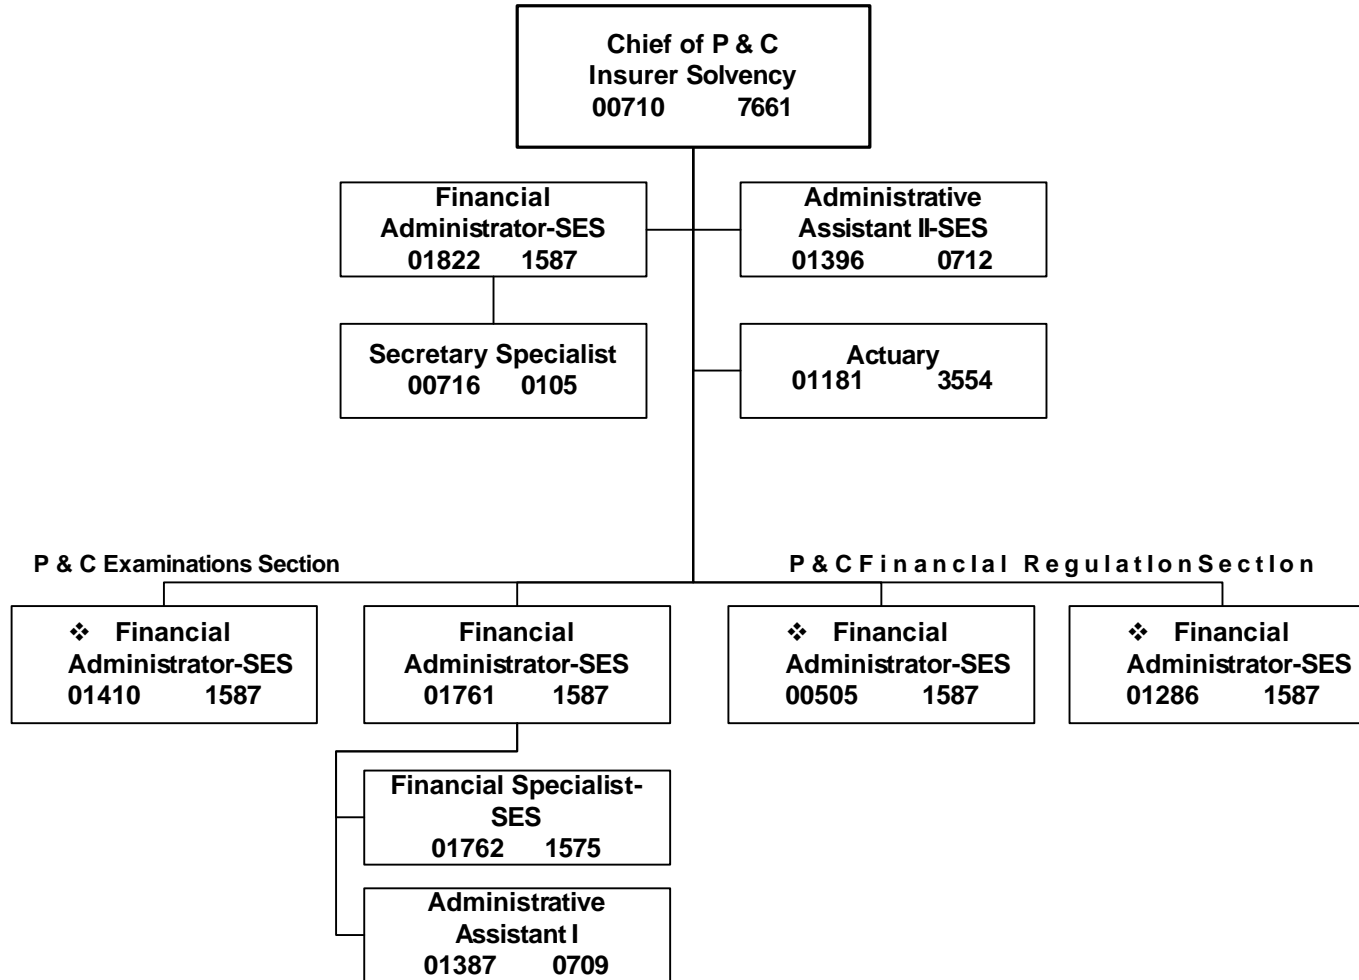 Chief of P & C
Insurer Solvency
00710 7661
Financial
Administrator-SES
01822 1587
Administrative
Assistant II-SES
01396 0712
Secretary Specialist
00716 0105
Actuary
01181 3554
P & C Examinations Section
P & C Financial Regulation Section
❖ Financial
Administrator-SES
01410 1587
Financial
Administrator-SES
01761 1587
❖ Financial
Administrator-SES
00505 1587
❖ Financial
Administrator-SES
01286 1587
Financial Specialist-
SES
01762 1575
Administrative
Assistant I
01387 0709